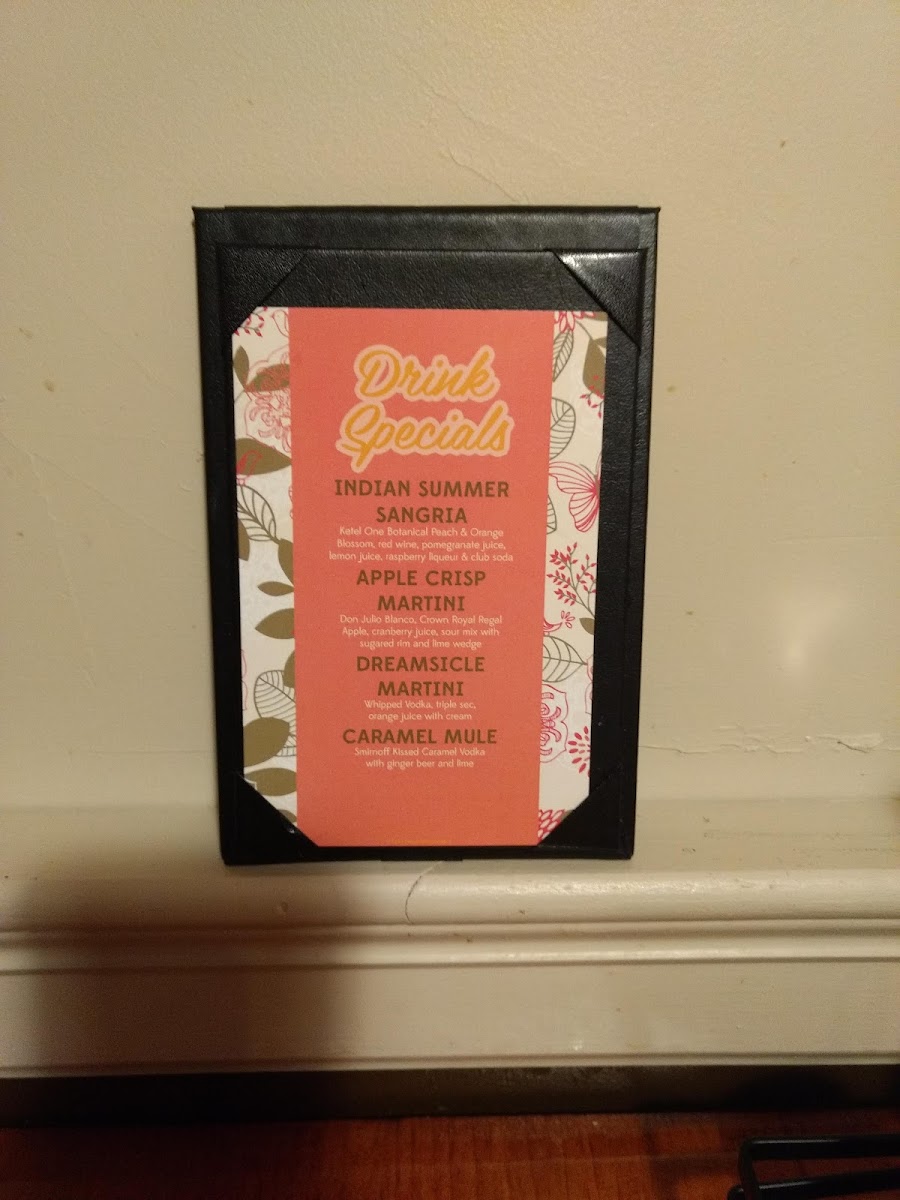 Drink
Specials
INDIAN SUMMER
SANGRIA
Ketel One Botanical Peach & Orange
Blossom, red wine, pomegranate juice,
lemon juice, raspberry liqueur & club soda
APPLE CRISP
MARTINI
Don Julio Blanco, Crown Royal Regal
Apple, cranberry juice, sour mix with
sugared rim and lime wedge
DREAMSICLE
MARTINI
Whipped Vodka, triple sec,
orange juice with cream
CARAMEL MULE
Smirnoff Kissed Caramel Vodka
with ginger beer and lime